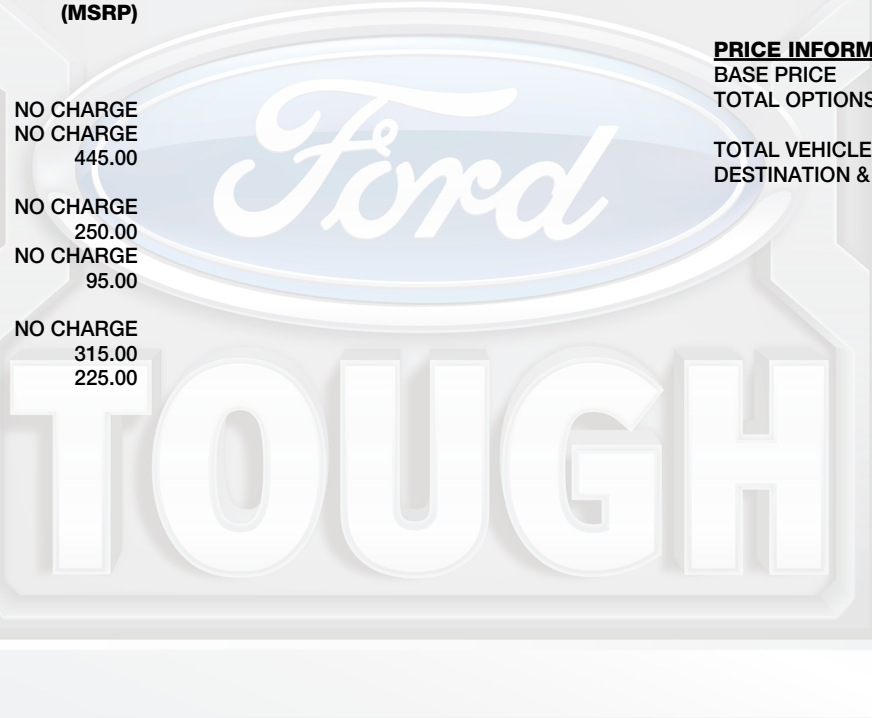 (MSRP)
NO CHARGE
NO CHARGE
445.00
NO CHARGE
250.00
NO CHARGE
95.00
NO CHARGE
315.00
225.00
PRICE INFORM
BASE PRICE
TOTAL OPTIONS
TOTAL VEHICLE
DESTINATION &
Ford
TOUGH